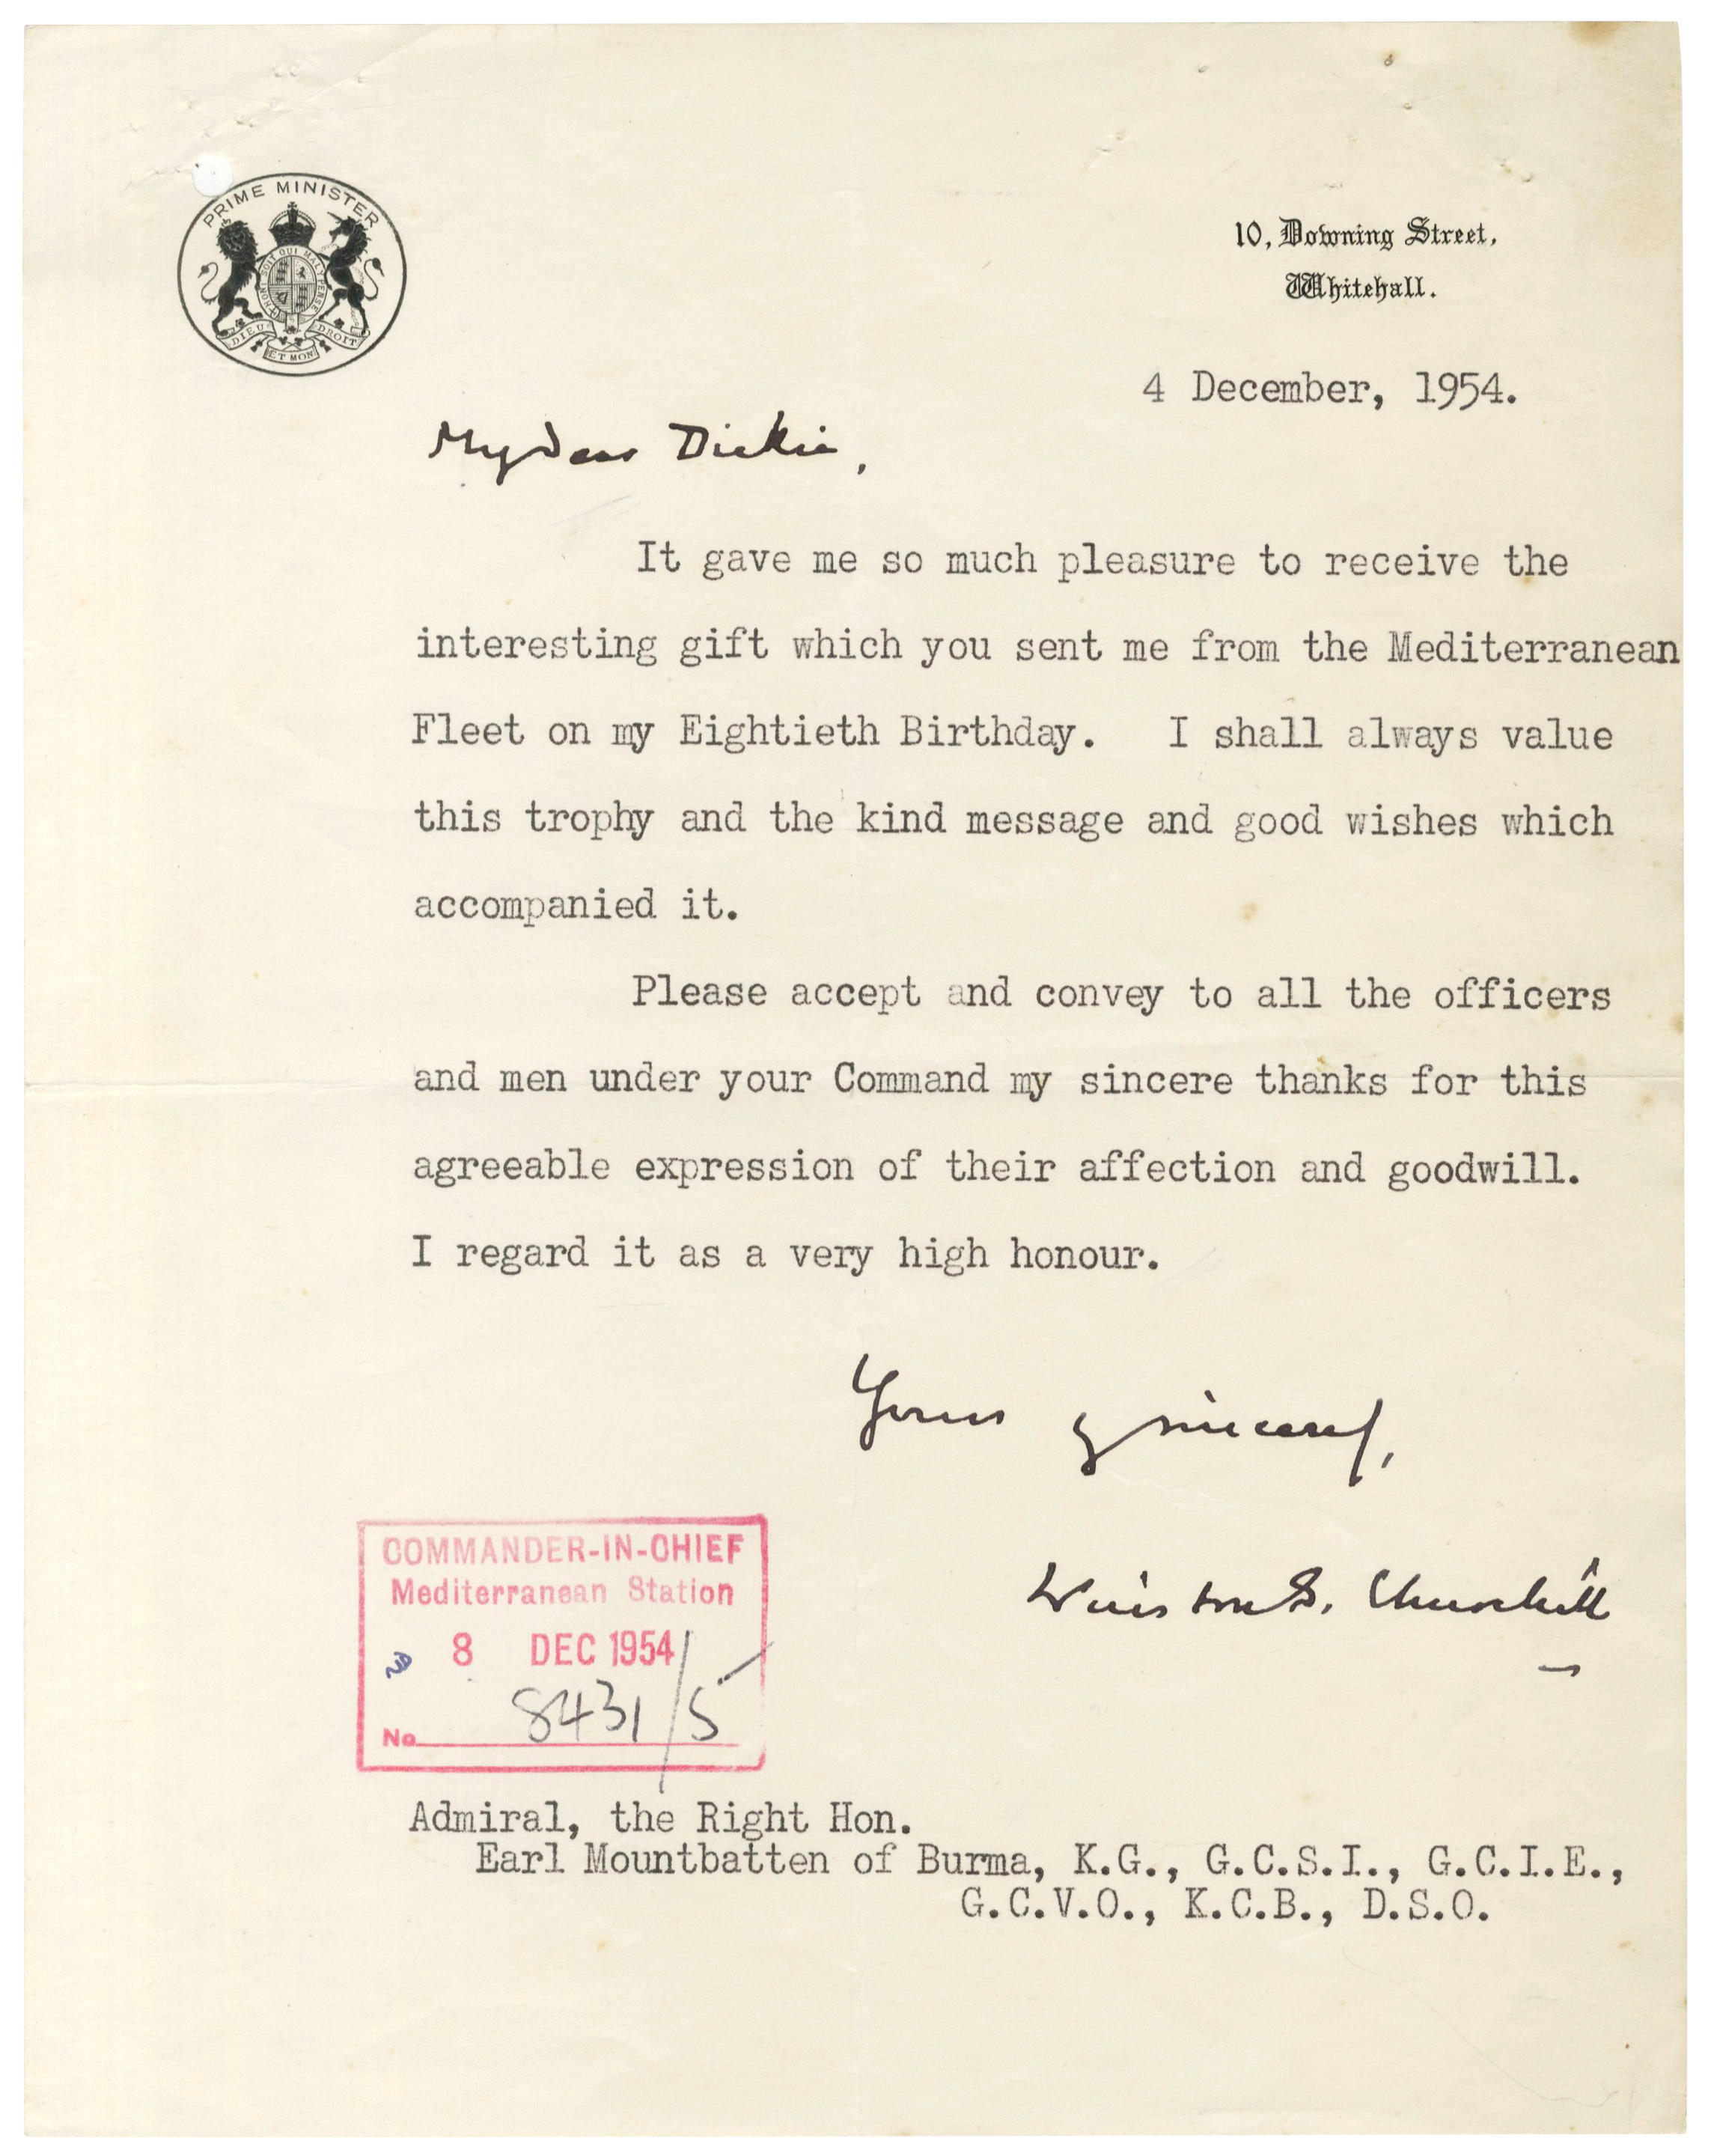 PRIME MINISTER
HONI SOIT QUI MAL Y PENSE
DIEU ET MON DROIT
10, Downing Street,
Whitehall.
4 December, 1954.
My dear Dickie,
It gave me so much pleasure to receive the
interesting gift which you sent me from the Mediterranean
Fleet on my Eightieth Birthday. I shall always value
this trophy and the kind message and good wishes which
accompanied it.
Please accept and convey to all the officers
and men under your Command my sincere thanks for this
agreeable expression of their affection and goodwill.
I regard it as a very high honour.
Yours sincerely,
Winston S. Churchill
COMMANDER-IN-CHIEF
Mediterranean Station
8 DEC 1954
No 8431/5
Admiral, the Right Hon.
Earl Mountbatten of Burma, K.G., G.C.S.I., G.C.I.E.,
G.C.V.O., K.C.B., D.S.O.